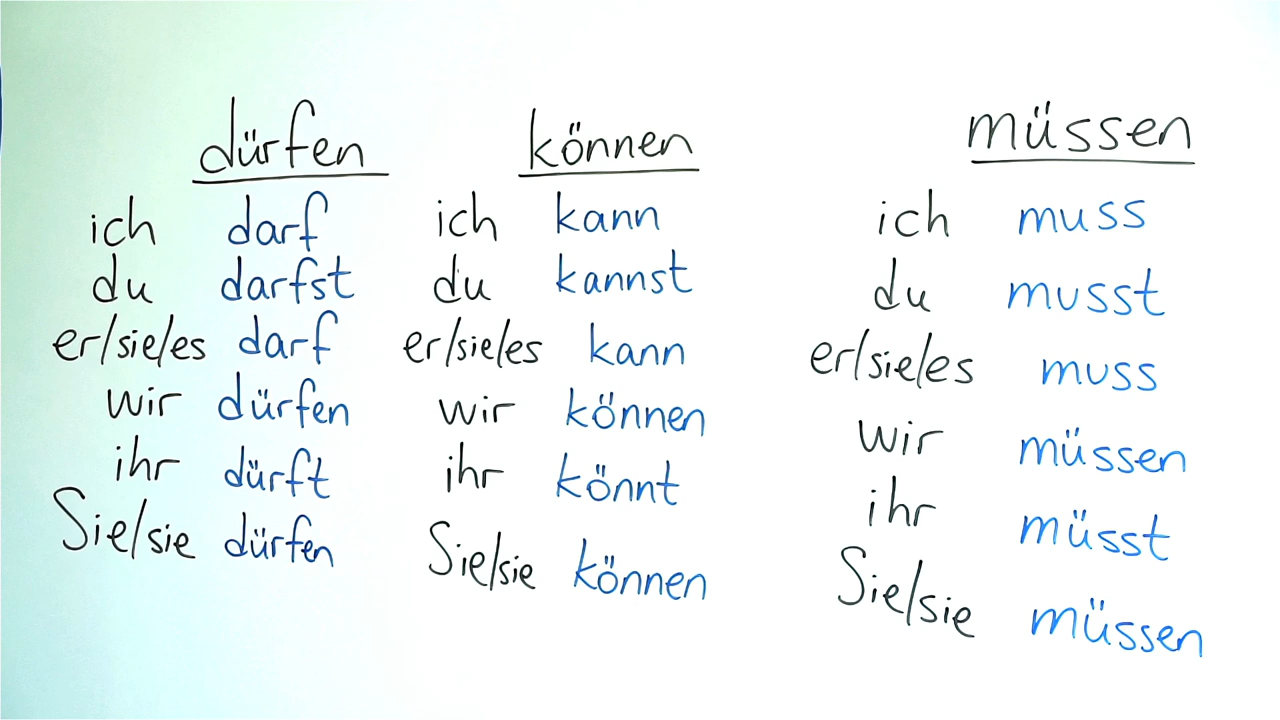 dürfen
ich darf
du darfst
er/sie/es darf
wir dürfen
ihr dürft
Sie/sie dürfen
können
ich kann
du kannst
er/sie/es kann
wir können
ihr könnt
Sie/sie können
müssen
ich muss
du musst
er/sie/es muss
wir müssen
ihr müsst
Sie/sie müssen